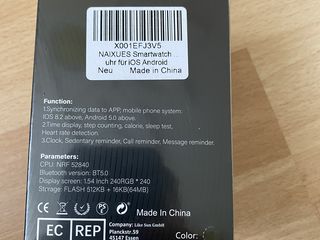 X001EFJ3V5
NAIXUES Smartwatch ...
uhr für iOS Android
Neu Made in China
Function:
1.Synchronizing data to APP, mobile phone system:
IOS 8.2 above, Android 5.0 above.
2.Time display, step counting, calorie, sleep test,
Heart rate detection.
3.Clock, Sedentary reminder, Call reminder, Message reminder.
Parameters:
CPU: NRF 52840
Bluetooth version: BT5.0
Display screen: 1.54 Inch 240RGB * 240
Storage: FLASH 512KB + 16KB(64MB)
Made In China
EC REP
Company: Like Sun GmbH
Planckstr.59
45147 Essen
Color: